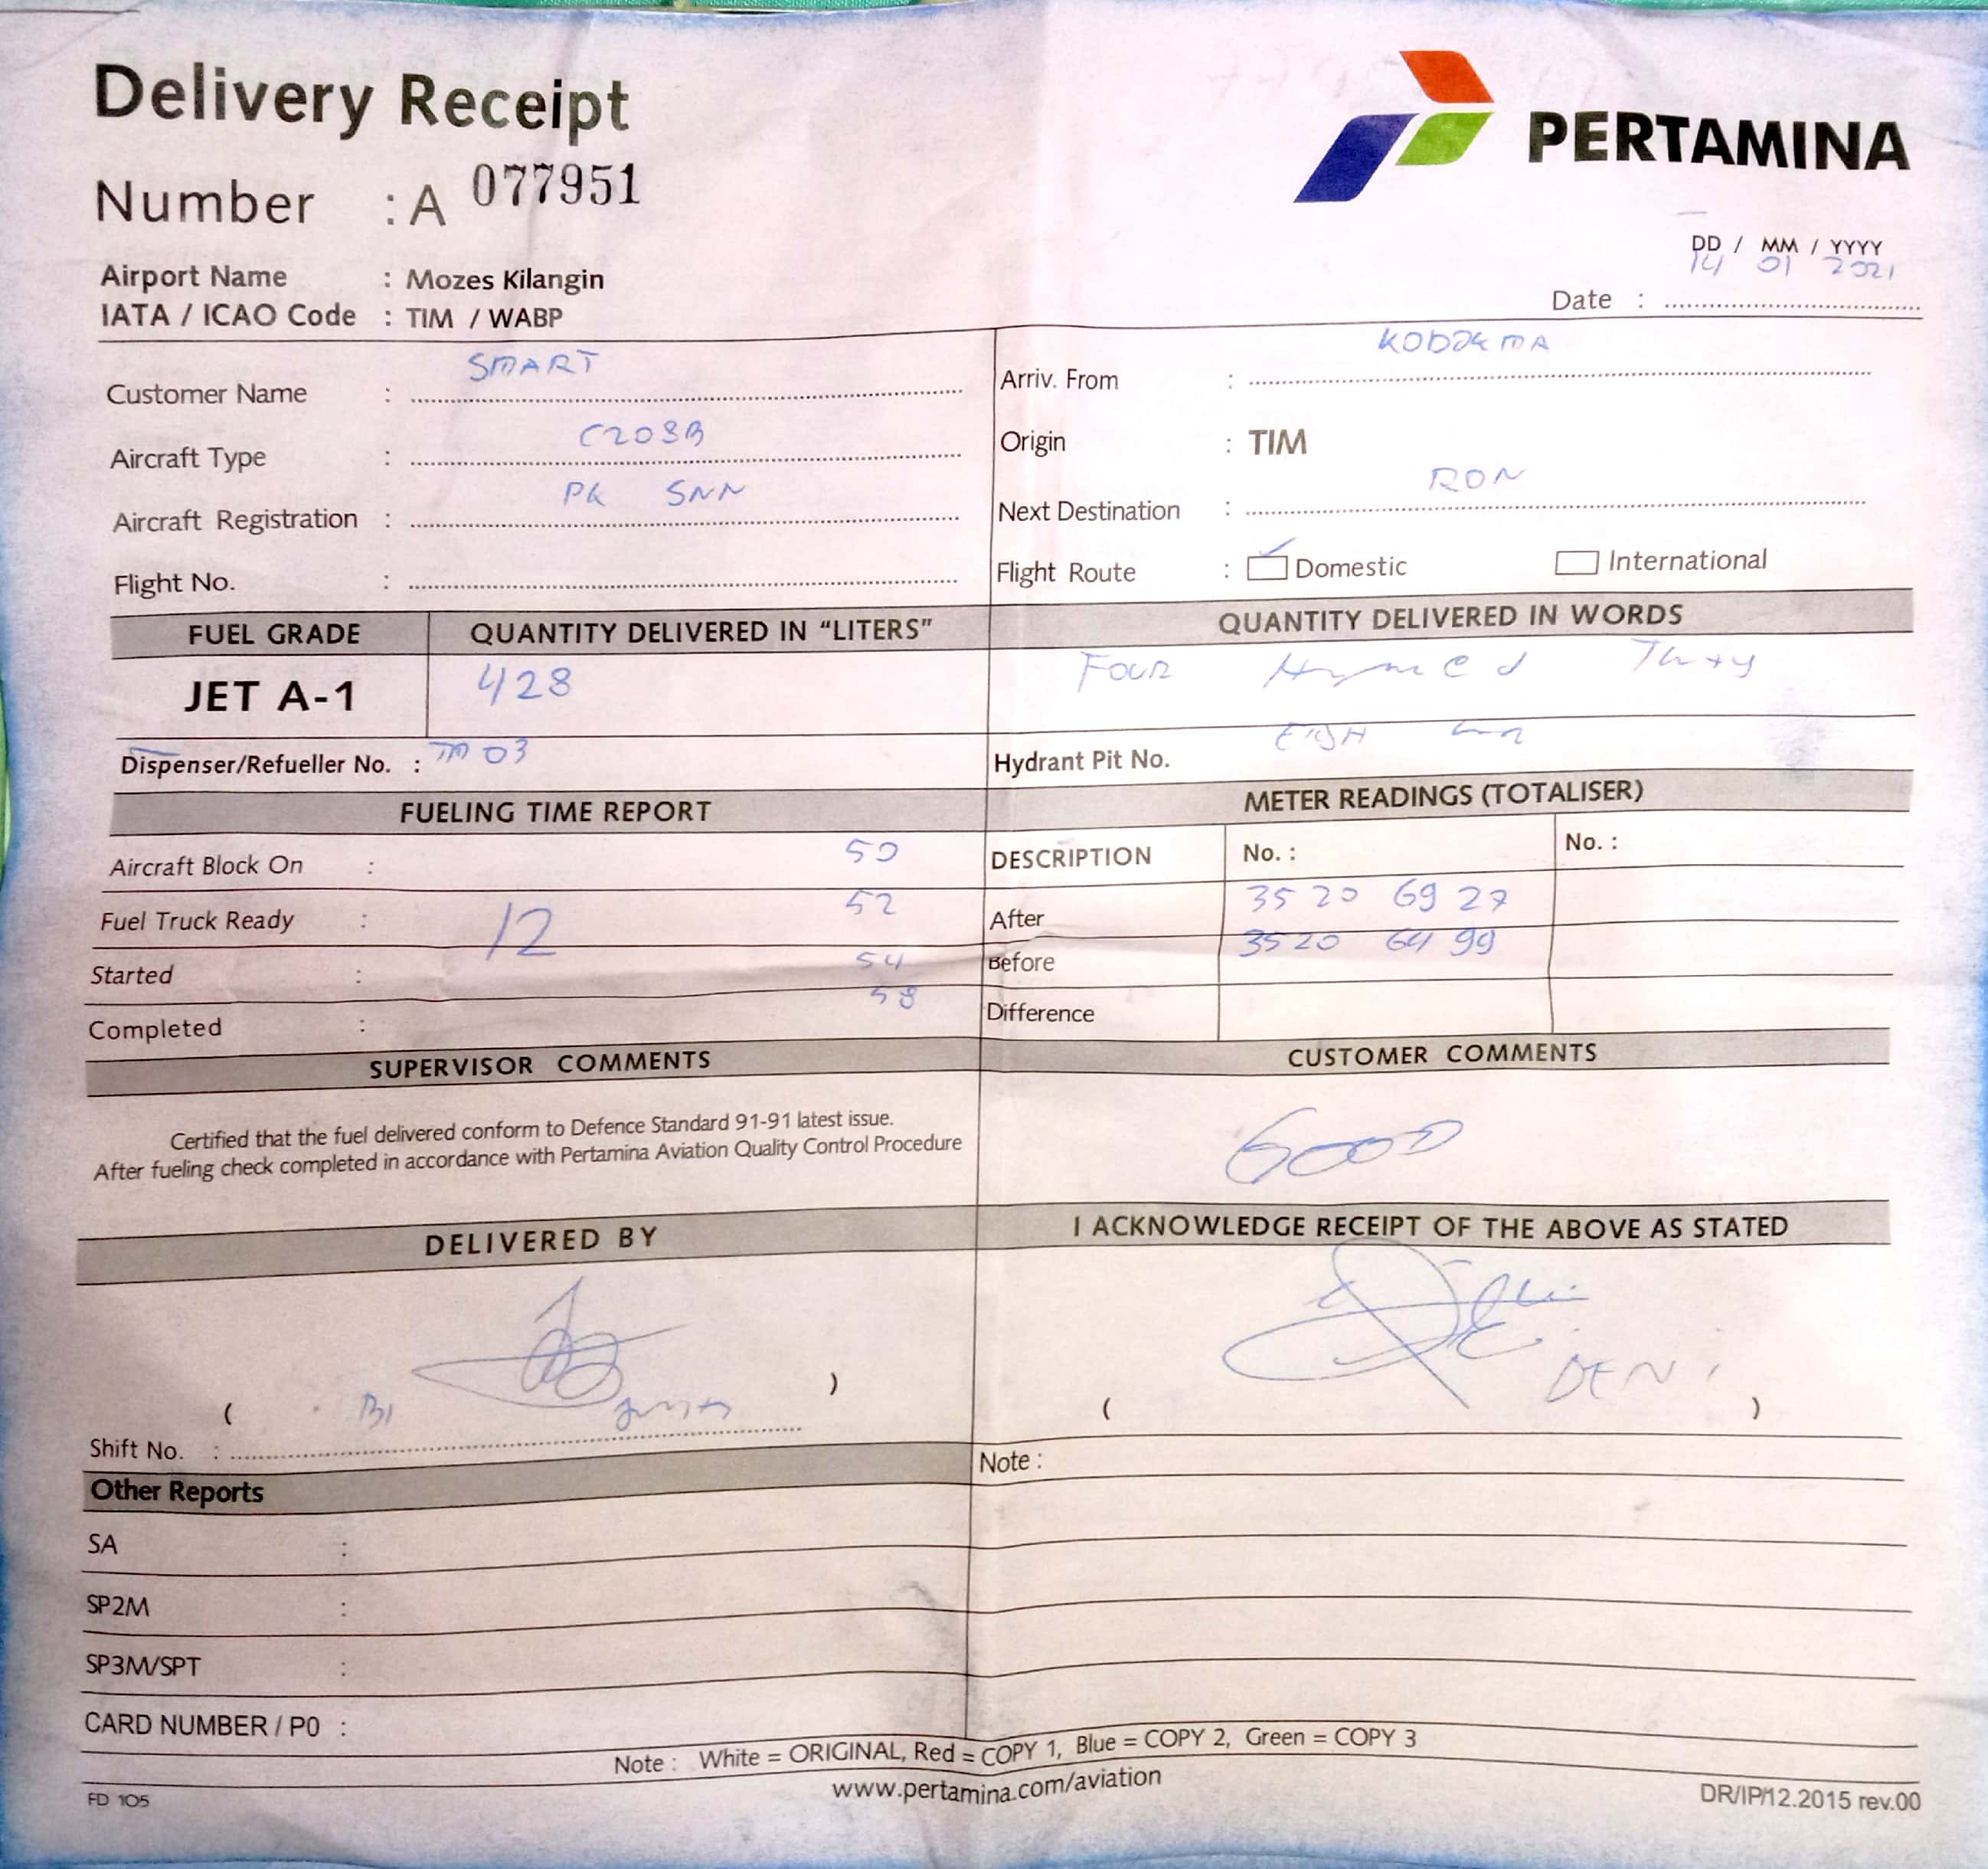 Delivery Receipt
PERTAMINA
Number : A 077951
DD / MM / YYYY
14 01 2021
Date :
Airport Name : Mozes Kilangin
IATA / ICAO Code : TIM / WABP
Customer Name : SMART
Aircraft Type : C208B
Aircraft Registration : PK SNN
Flight No. :
Arriv. From :
Origin : TIM
Next Destination : RON
Flight Route : Domestic International
FUEL GRADE QUANTITY DELIVERED IN “LITERS” QUANTITY DELIVERED IN WORDS
JET A-1 428 Four
Dispenser/Refueller No. : 03
Hydrant Pit No.
FUELING TIME REPORT METER READINGS (TOTALISER)
Aircraft Block On : 50
DESCRIPTION No. : No. :
Fuel Truck Ready : 12 52
After 35 20 69 27
Started : 54
Before 35 20 64 99
Completed : 58
Difference
SUPERVISOR COMMENTS CUSTOMER COMMENTS
Certified that the fuel delivered conform to Defence Standard 91-91 latest issue.
After fueling check completed in accordance with Pertamina Aviation Quality Control Procedure
GOOD
DELIVERED BY I ACKNOWLEDGE RECEIPT OF THE ABOVE AS STATED
( )
( DENI )
Shift No. :
Note :
Other Reports
SA :
SP2M :
SP3M/SPT :
CARD NUMBER / P0 :
Note : White = ORIGINAL, Red = COPY 1, Blue = COPY 2, Green = COPY 3
www.pertamina.com/aviation
FD 105 DR/IP/12.2015 rev.00